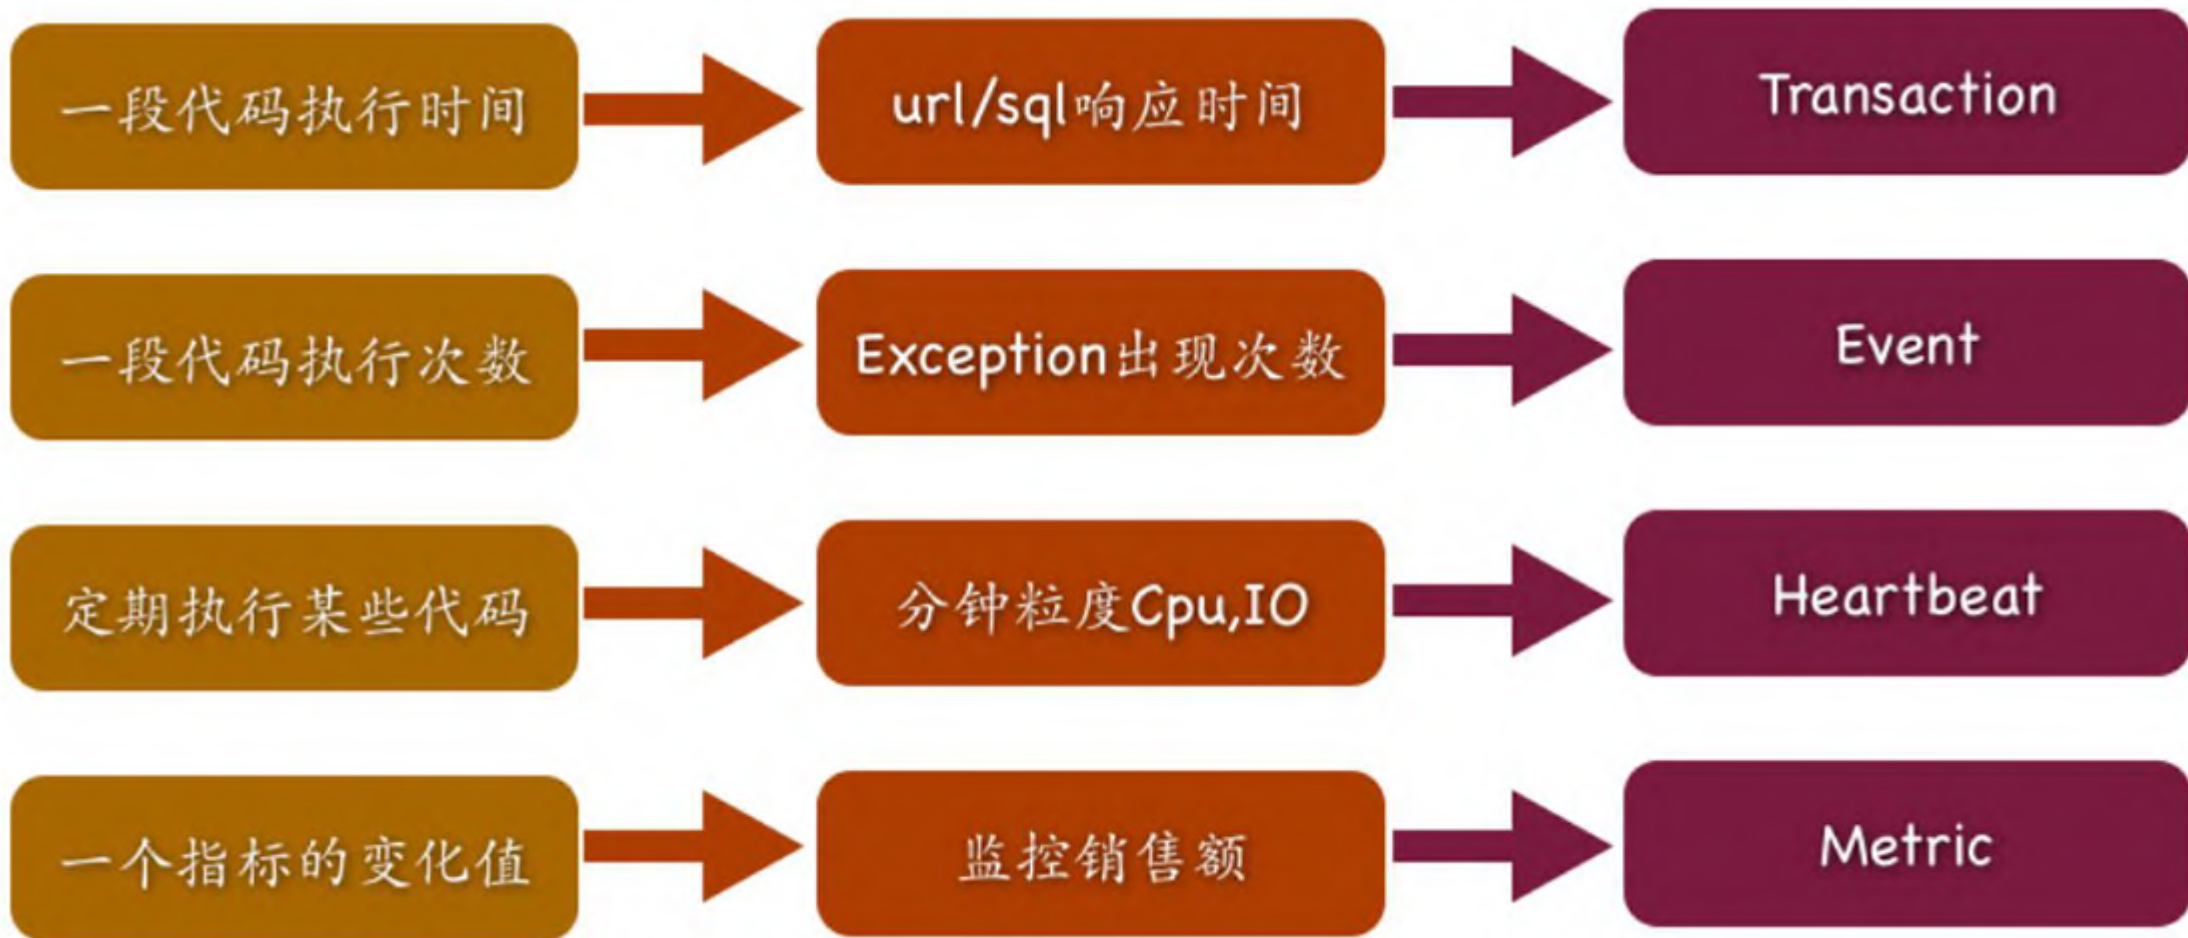 一段代码执行时间
url/sql响应时间
Transaction
一段代码执行次数
Exception出现次数
Event
定期执行某些代码
分钟粒度Cpu,IO
Heartbeat
一个指标的变化值
监控销售额
Metric